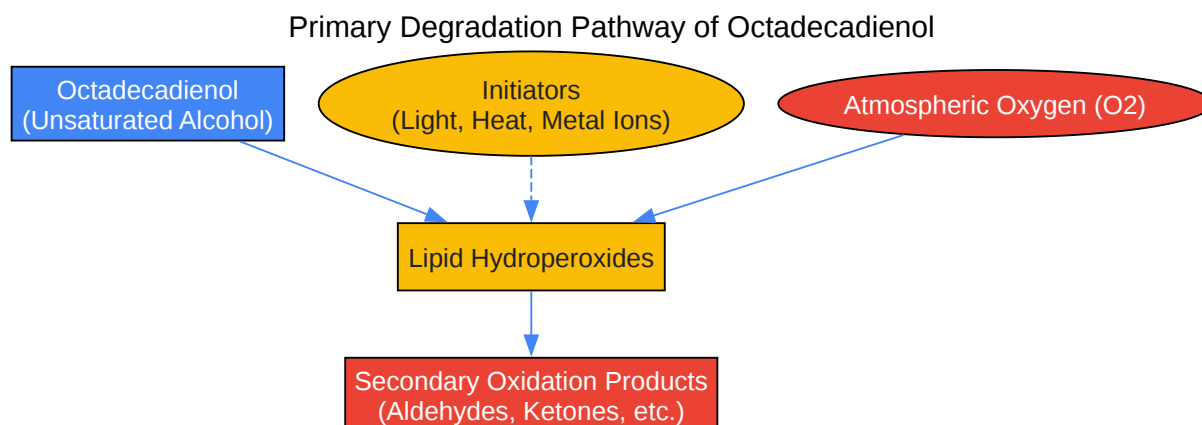 Primary Degradation Pathway of Octadecadienol
Octadecadienol
(Unsaturated Alcohol)
Initiators
(Light, Heat, Metal Ions)
Atmospheric Oxygen (O2)
Lipid Hydroperoxides
Secondary Oxidation Products
(Aldehydes, Ketones, etc.)